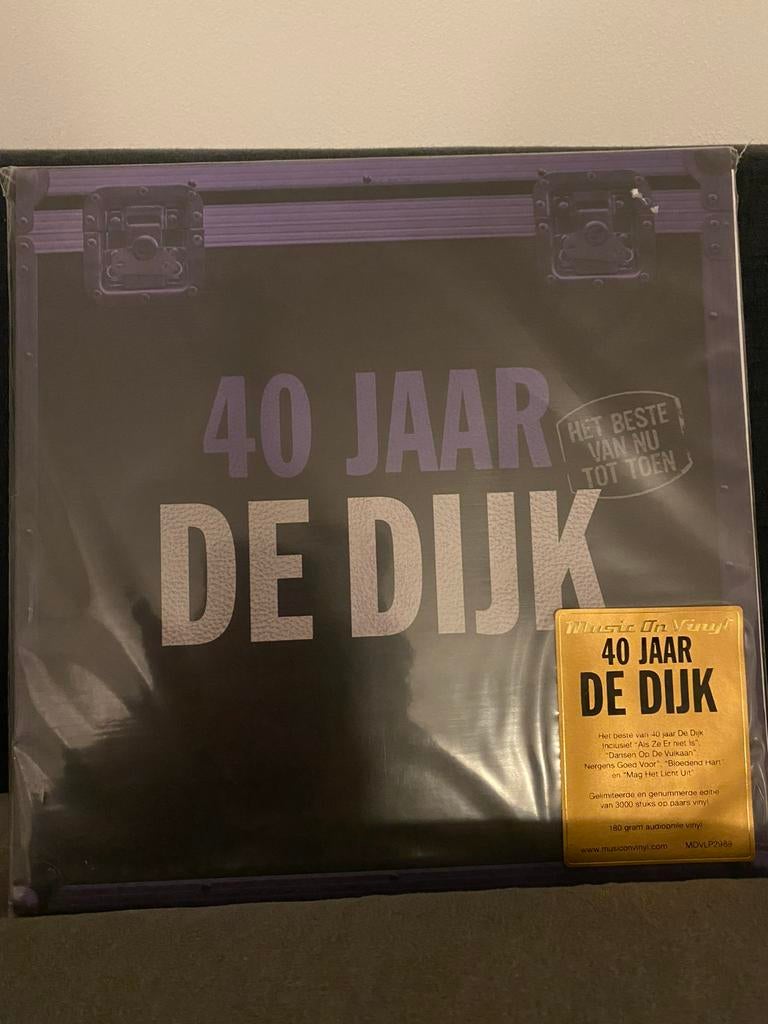 40 JAAR
DE DIJK
HET BESTE
VAN NU
TOT TOEN
Music On Vinyl
40 JAAR
DE DIJK
Het beste van 40 jaar De Dijk
Inclusief "Als Ze Er niet Is",
"Dansen Op De Vulkaan",
Nergens Goed Voor", "Bloedend Hart"
en "Mag Het Licht Uit"
Gelimiteerde en genummerde editie
van 3000 stuks op paars vinyl
180 gram audiophile vinyl
www.musiconvinyl.com MOVLP2989